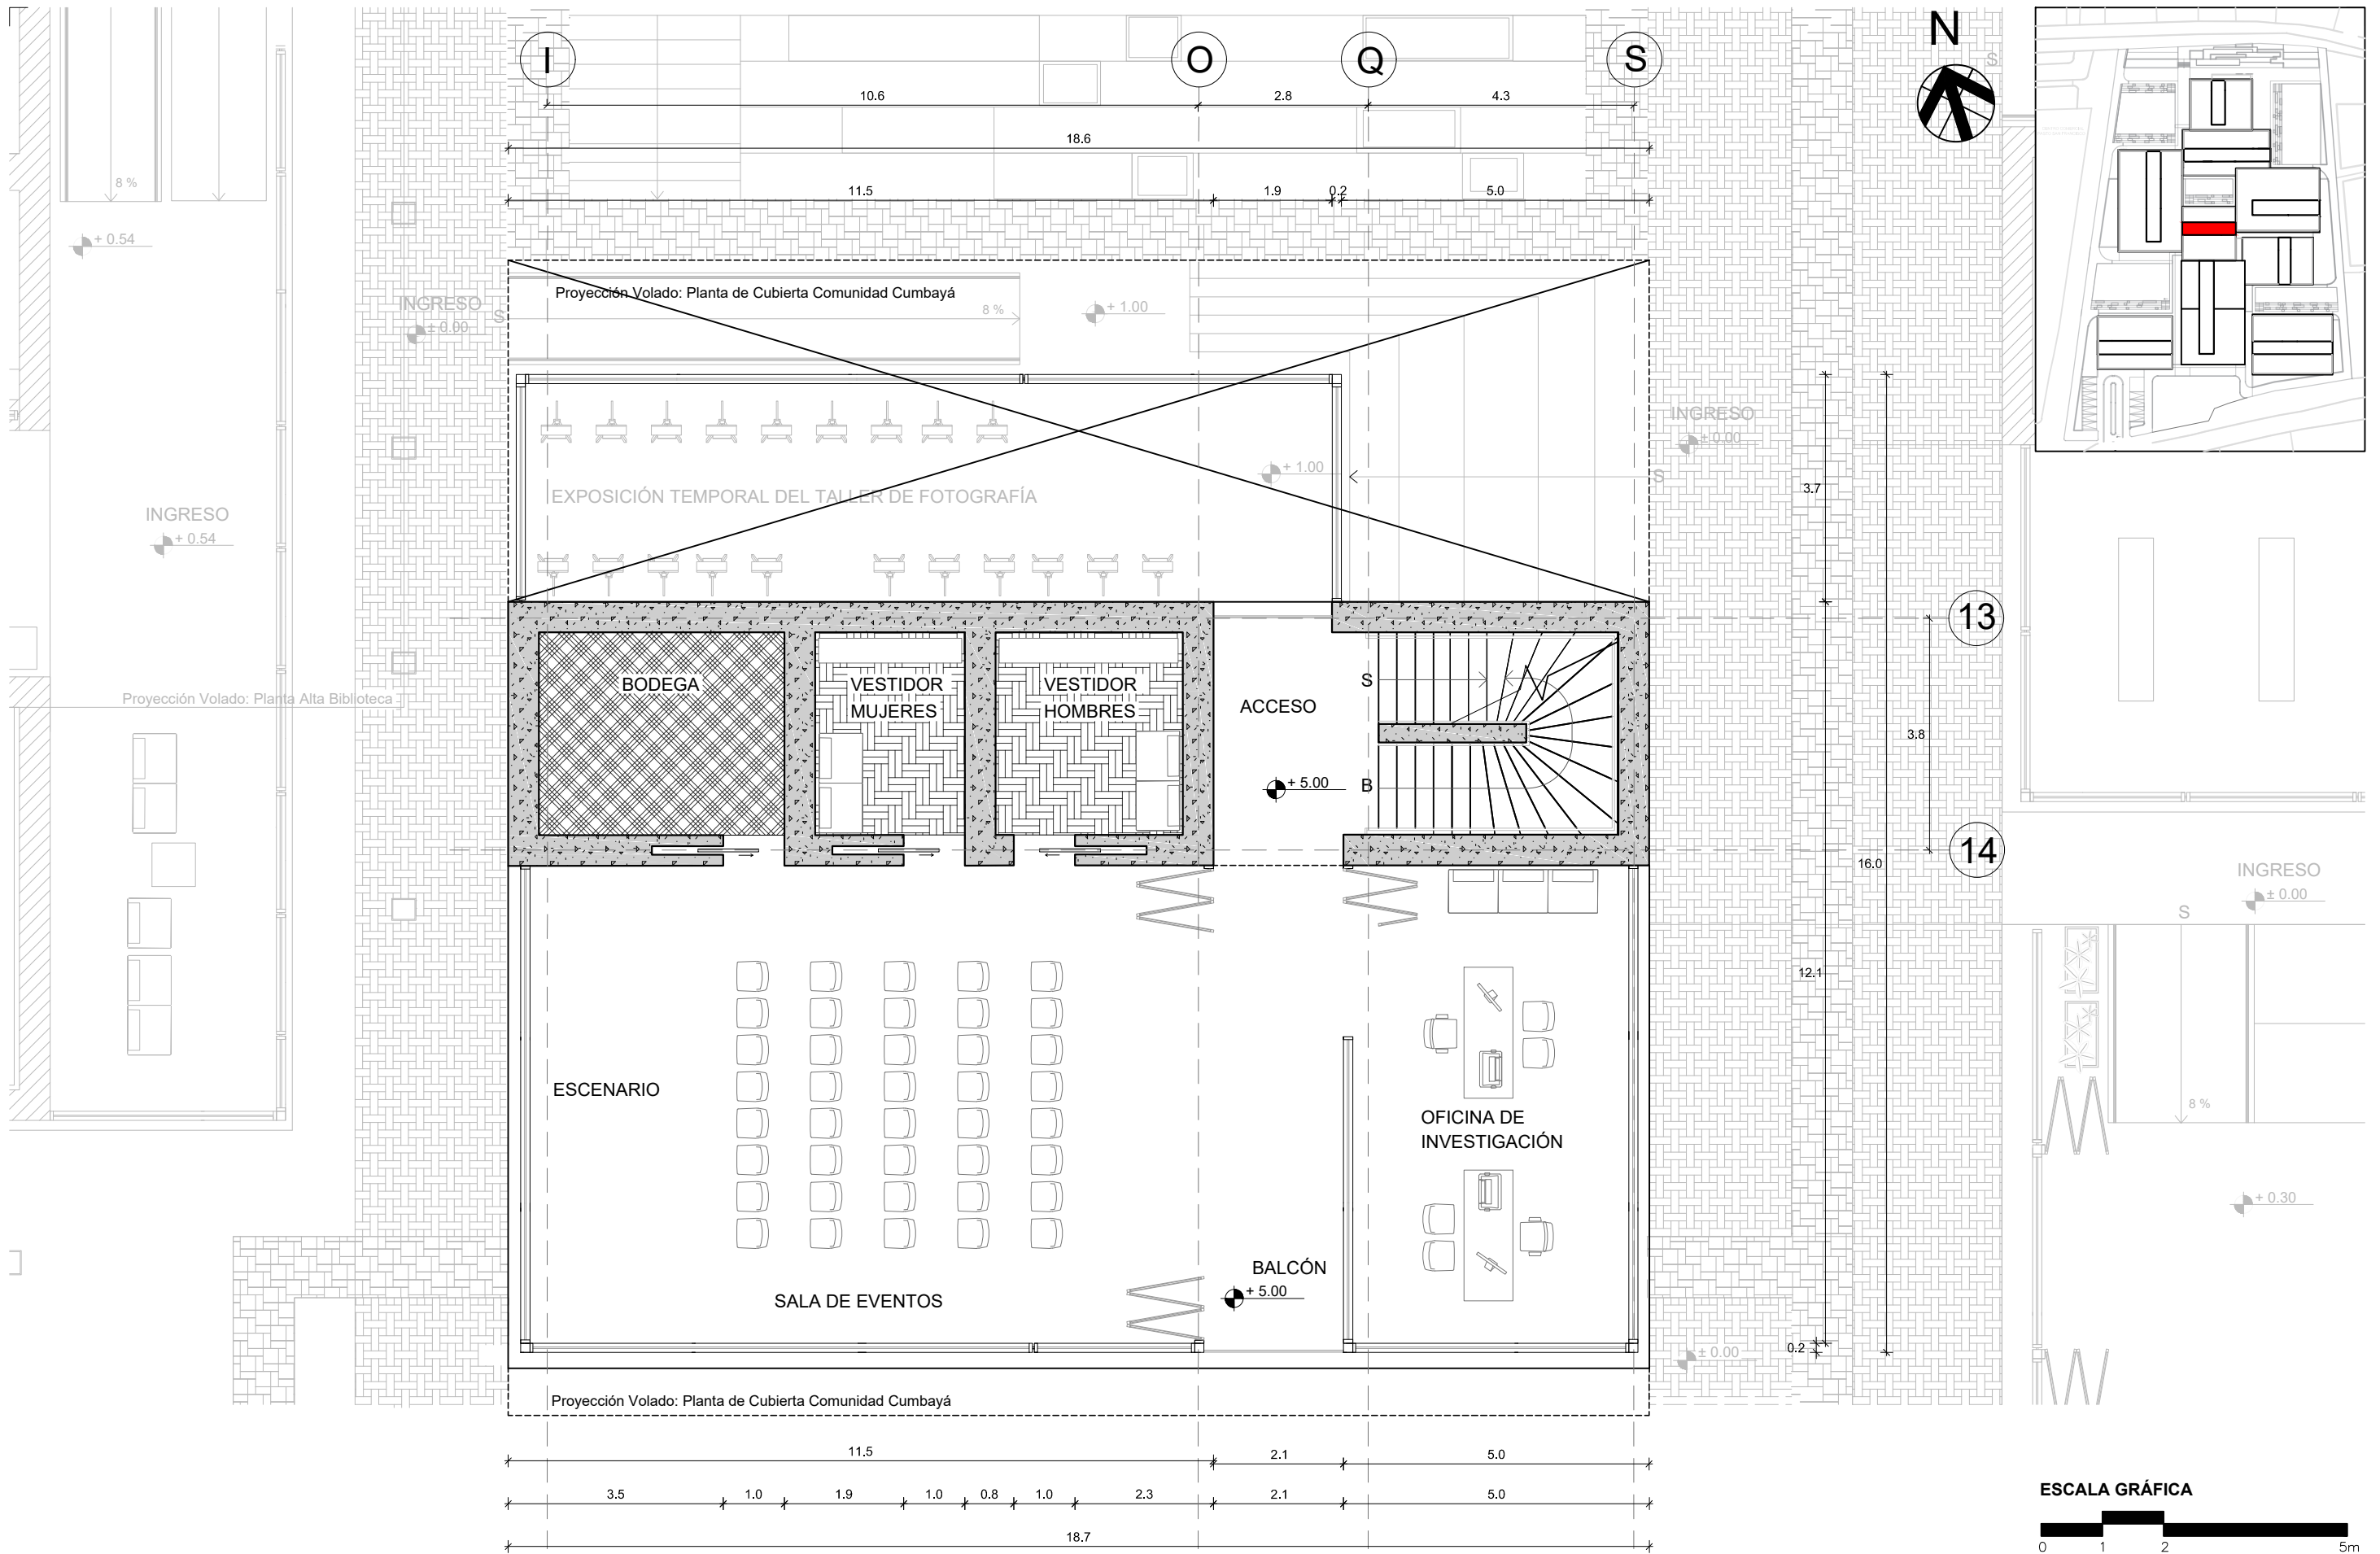 I
O
Q
S
N
S
10.6
2.8
4.3
18.6
11.5
1.9
0.2
5.0
8 %
+ 0.54
INGRESO
± 0.00
S
Proyección Volado: Planta de Cubierta Comunidad Cumbayá
8 %
+ 1.00
INGRESO
± 0.00
+ 1.00
S
EXPOSICIÓN TEMPORAL DEL TALLER DE FOTOGRAFÍA
3.7
INGRESO
+ 0.54
13
Proyección Volado: Planta Alta Biblioteca
BODEGA
VESTIDOR
MUJERES
VESTIDOR
HOMBRES
ACCESO
S
B
+ 5.00
3.8
14
16.0
INGRESO
± 0.00
S
12.1
ESCENARIO
OFICINA DE
INVESTIGACIÓN
8 %
+ 0.30
BALCÓN
+ 5.00
SALA DE EVENTOS
0.2
± 0.00
Proyección Volado: Planta de Cubierta Comunidad Cumbayá
11.5
2.1
5.0
3.5
1.0
1.9
1.0
0.8
1.0
2.3
2.1
5.0
18.7
ESCALA GRÁFICA
0
1
2
5m